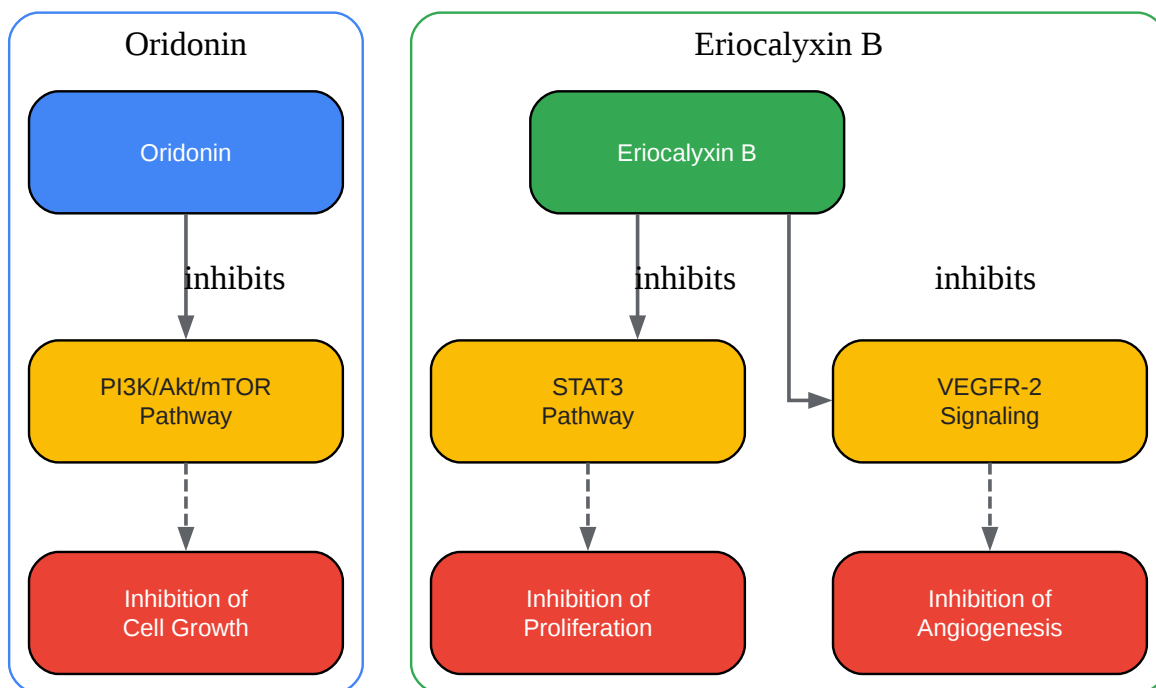 Oridonin
Oridonin
inhibits
PI3K/Akt/mTOR
Pathway
Inhibition of
Cell Growth
Eriocalyxin B
Eriocalyxin B
inhibits
inhibits
STAT3
Pathway
VEGFR-2
Signaling
Inhibition of
Proliferation
Inhibition of
Angiogenesis